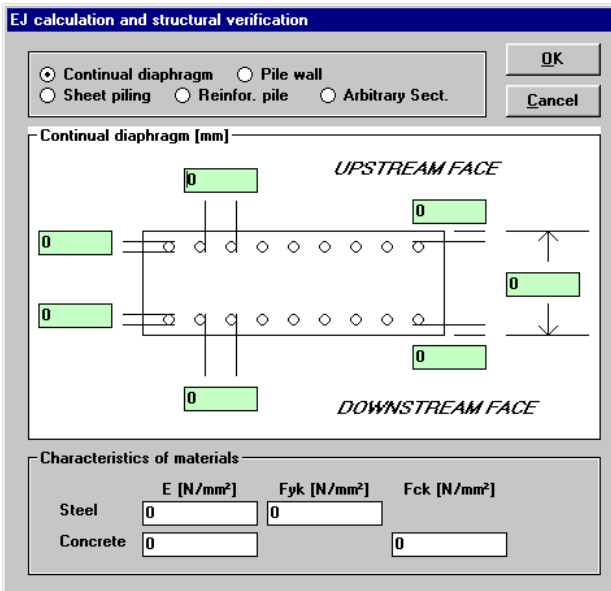 EJ calculation and structural verification
Continual diaphragm Pile wall
Sheet piling Reinfor. pile Arbitrary Sect.
OK
Cancel
Continual diaphragm [mm]
UPSTREAM FACE
0
0
0
0
0
0
0
DOWNSTREAM FACE
Characteristics of materials
E [N/mm²] Fyk [N/mm²] Fck [N/mm²]
Steel 0 0
Concrete 0 0